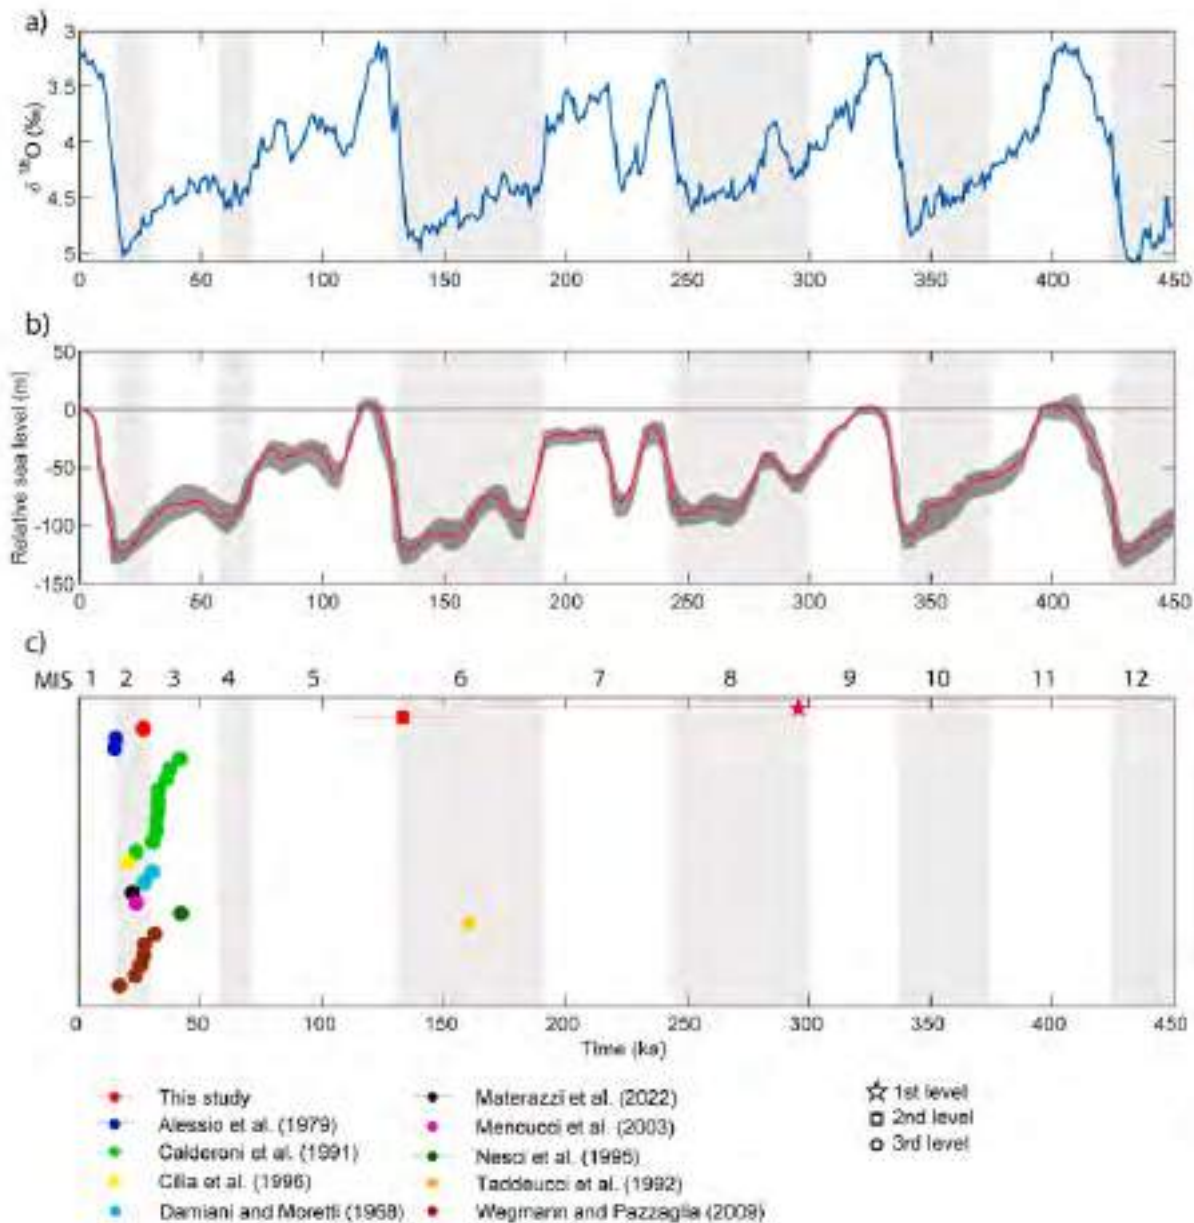 a)
3
3.5
4
4.5
5
δ ¹⁸O (‰)
0 50 100 150 200 250 300 350 400 450
b)
50
0
-50
-100
-150
Relative sea level (m)
0 50 100 150 200 250 300 350 400 450
c)
MIS 1 2 3 4 5 6 7 8 9 10 11 12
0 50 100 150 200 250 300 350 400 450
Time (ka)
This study
Alessio et al. (1979)
Calderoni et al. (1991)
Cilla et al. (1996)
Damiani and Moretti (1968)
Materazzi et al. (2022)
Mencucci et al. (2003)
Nesci et al. (1995)
Taddeucci et al. (1992)
Wegmann and Pazzaglia (2009)
1st level
2nd level
3rd level